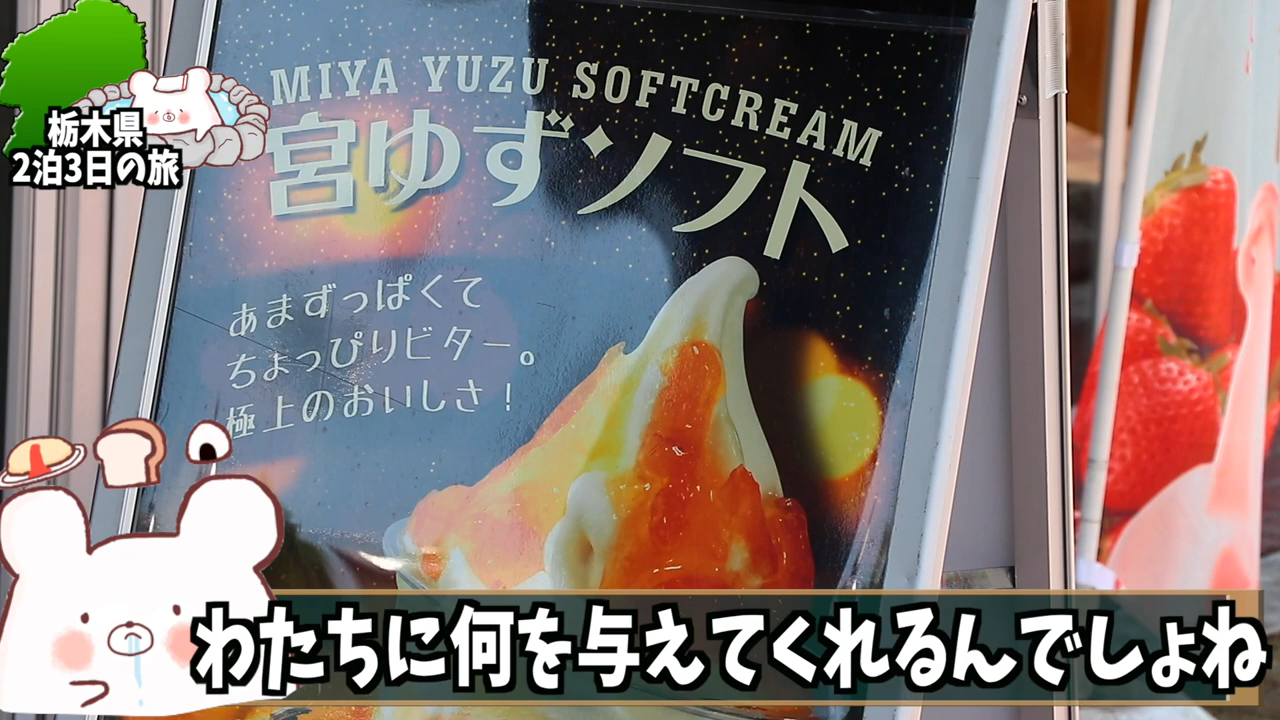 栃木県
2泊3日の旅
MIYA YUZU SOFTCREAM
宮ゆずソフト
あまずっぱくて
ちょっぴりビター。
極上のおいしさ！
わたちに何を与えてくれるんでしょね